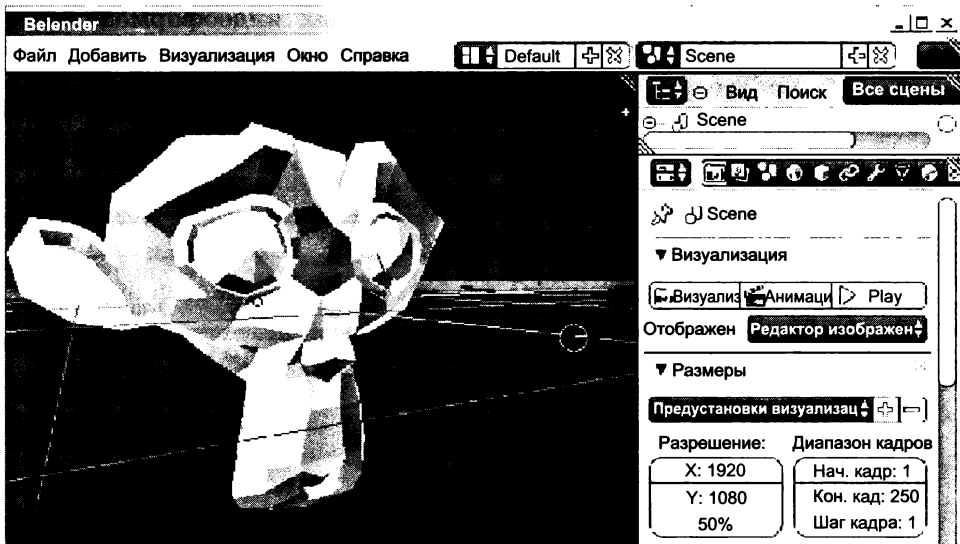 Belender
Файл Добавить Визуализация Окно Справка Default Scene
Вид Поиск Все сцены
Scene
Scene
Визуализация
Визуализ Анимаци Play
Отображен Редактор изображен
Размеры
Предустановки визуализац
Разрешение: Диапазон кадров
X: 1920 Нач. кадр: 1
Y: 1080 Кон. кад: 250
50% Шаг кадра: 1